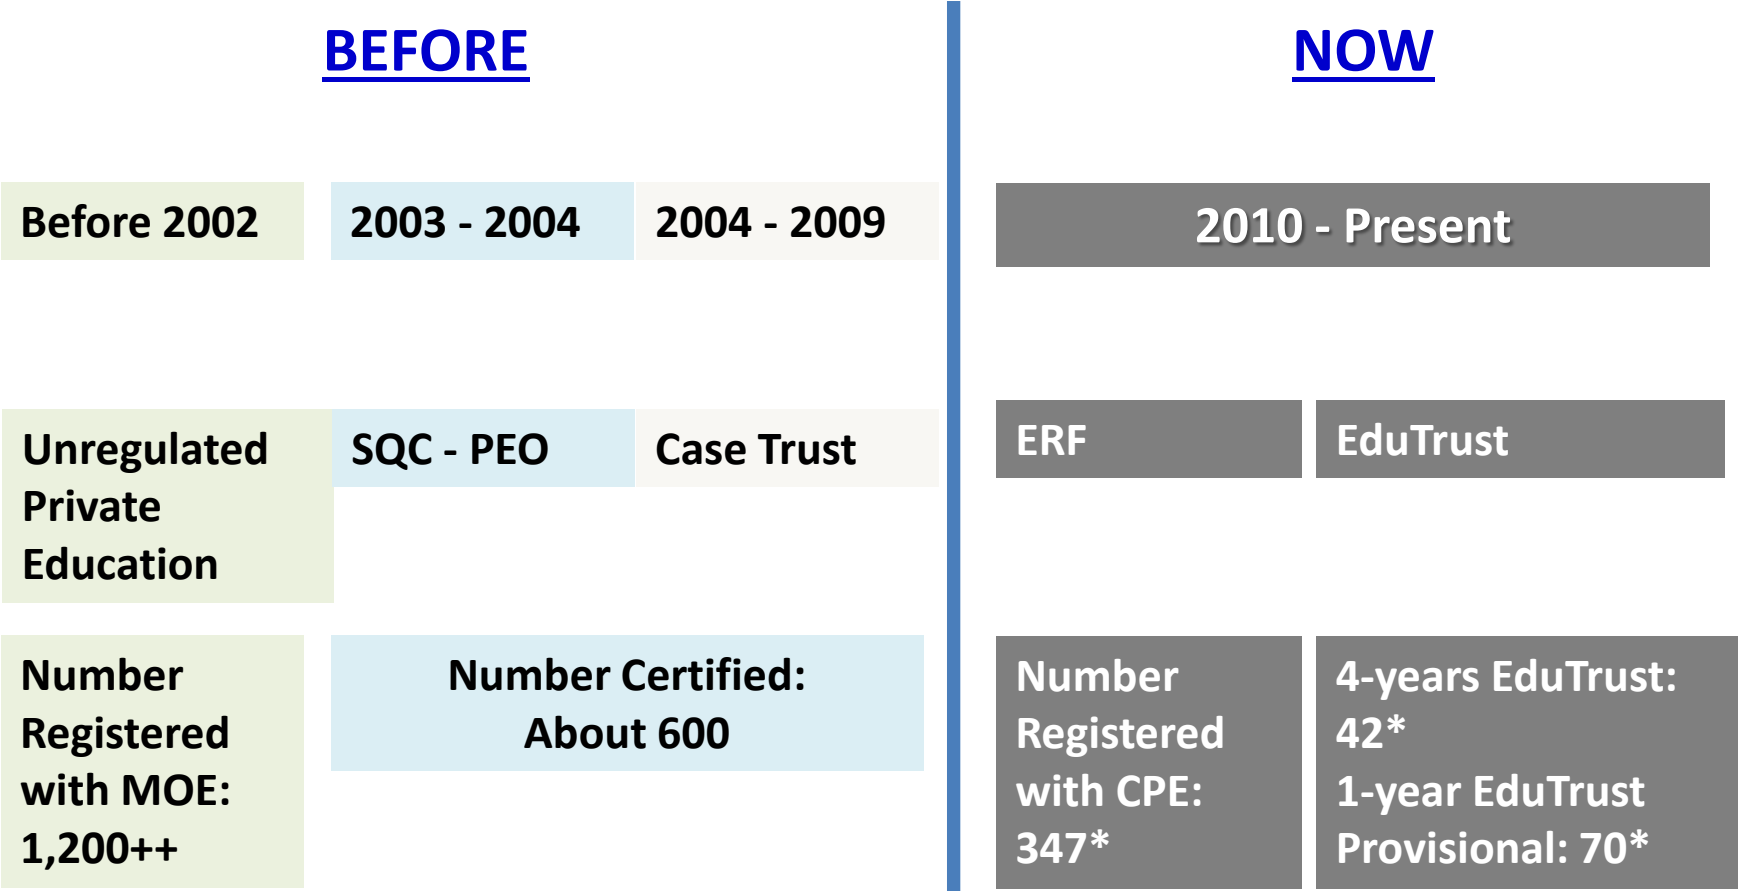 BEFORE
NOW
Before 2002
2003 - 2004
2004 - 2009
2010 - Present
Unregulated
Private
Education
SQC - PEO
Case Trust
ERF
EduTrust
Number
Registered
with MOE:
1,200++
Number Certified:
About 600
Number
Registered
with CPE:
347*
4-years EduTrust:
42*
1-year EduTrust
Provisional: 70*